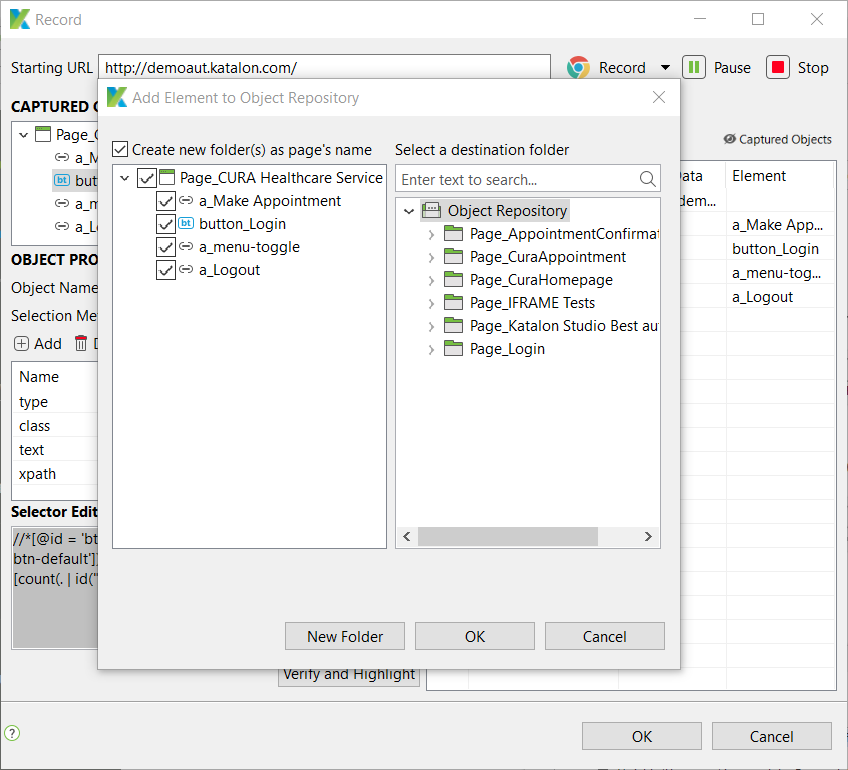 Record
Starting URL http://demoaut.katalon.com/ Record Pause Stop
CAPTURED
Page_
a_M
but
a_m
a_L
OBJECT PRO
Object Name
Selection Me
Add
Name
type
class
text
xpath
Selector Edit
//*[@id = 'bt
btn-default']
[count(. | id("
Verify and Highlight
Captured Objects
ata Element
dem...
a_Make App...
button_Login
a_menu-tog...
a_Logout
Add Element to Object Repository
Create new folder(s) as page's name
Page_CURA Healthcare Service
a_Make Appointment
bt button_Login
a_menu-toggle
a_Logout
Select a destination folder
Enter text to search...
Object Repository
Page_AppointmentConfirmat
Page_CuraAppointment
Page_CuraHomepage
Page_IFRAME Tests
Page_Katalon Studio Best au
Page_Login
New Folder OK Cancel
OK Cancel